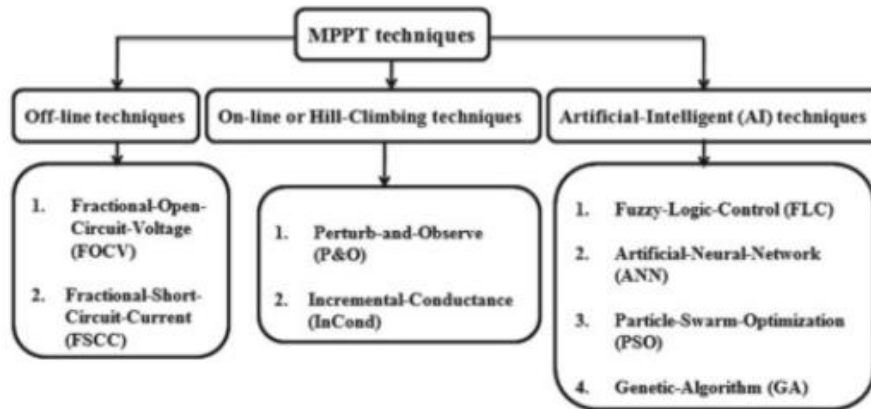 MPPT techniques
Off-line techniques
On-line or Hill-Climbing techniques
Artificial-Intelligent (AI) techniques
1. Fractional-Open-
Circuit-Voltage
(FOCV)
2. Fractional-Short-
Circuit-Current
(FSCC)
1. Perturb-and-Observe
(P&O)
2. Incremental-Conductance
(InCond)
1. Fuzzy-Logic-Control (FLC)
2. Artificial-Neural-Network
(ANN)
3. Particle-Swarm-Optimization
(PSO)
4. Genetic-Algorithm (GA)